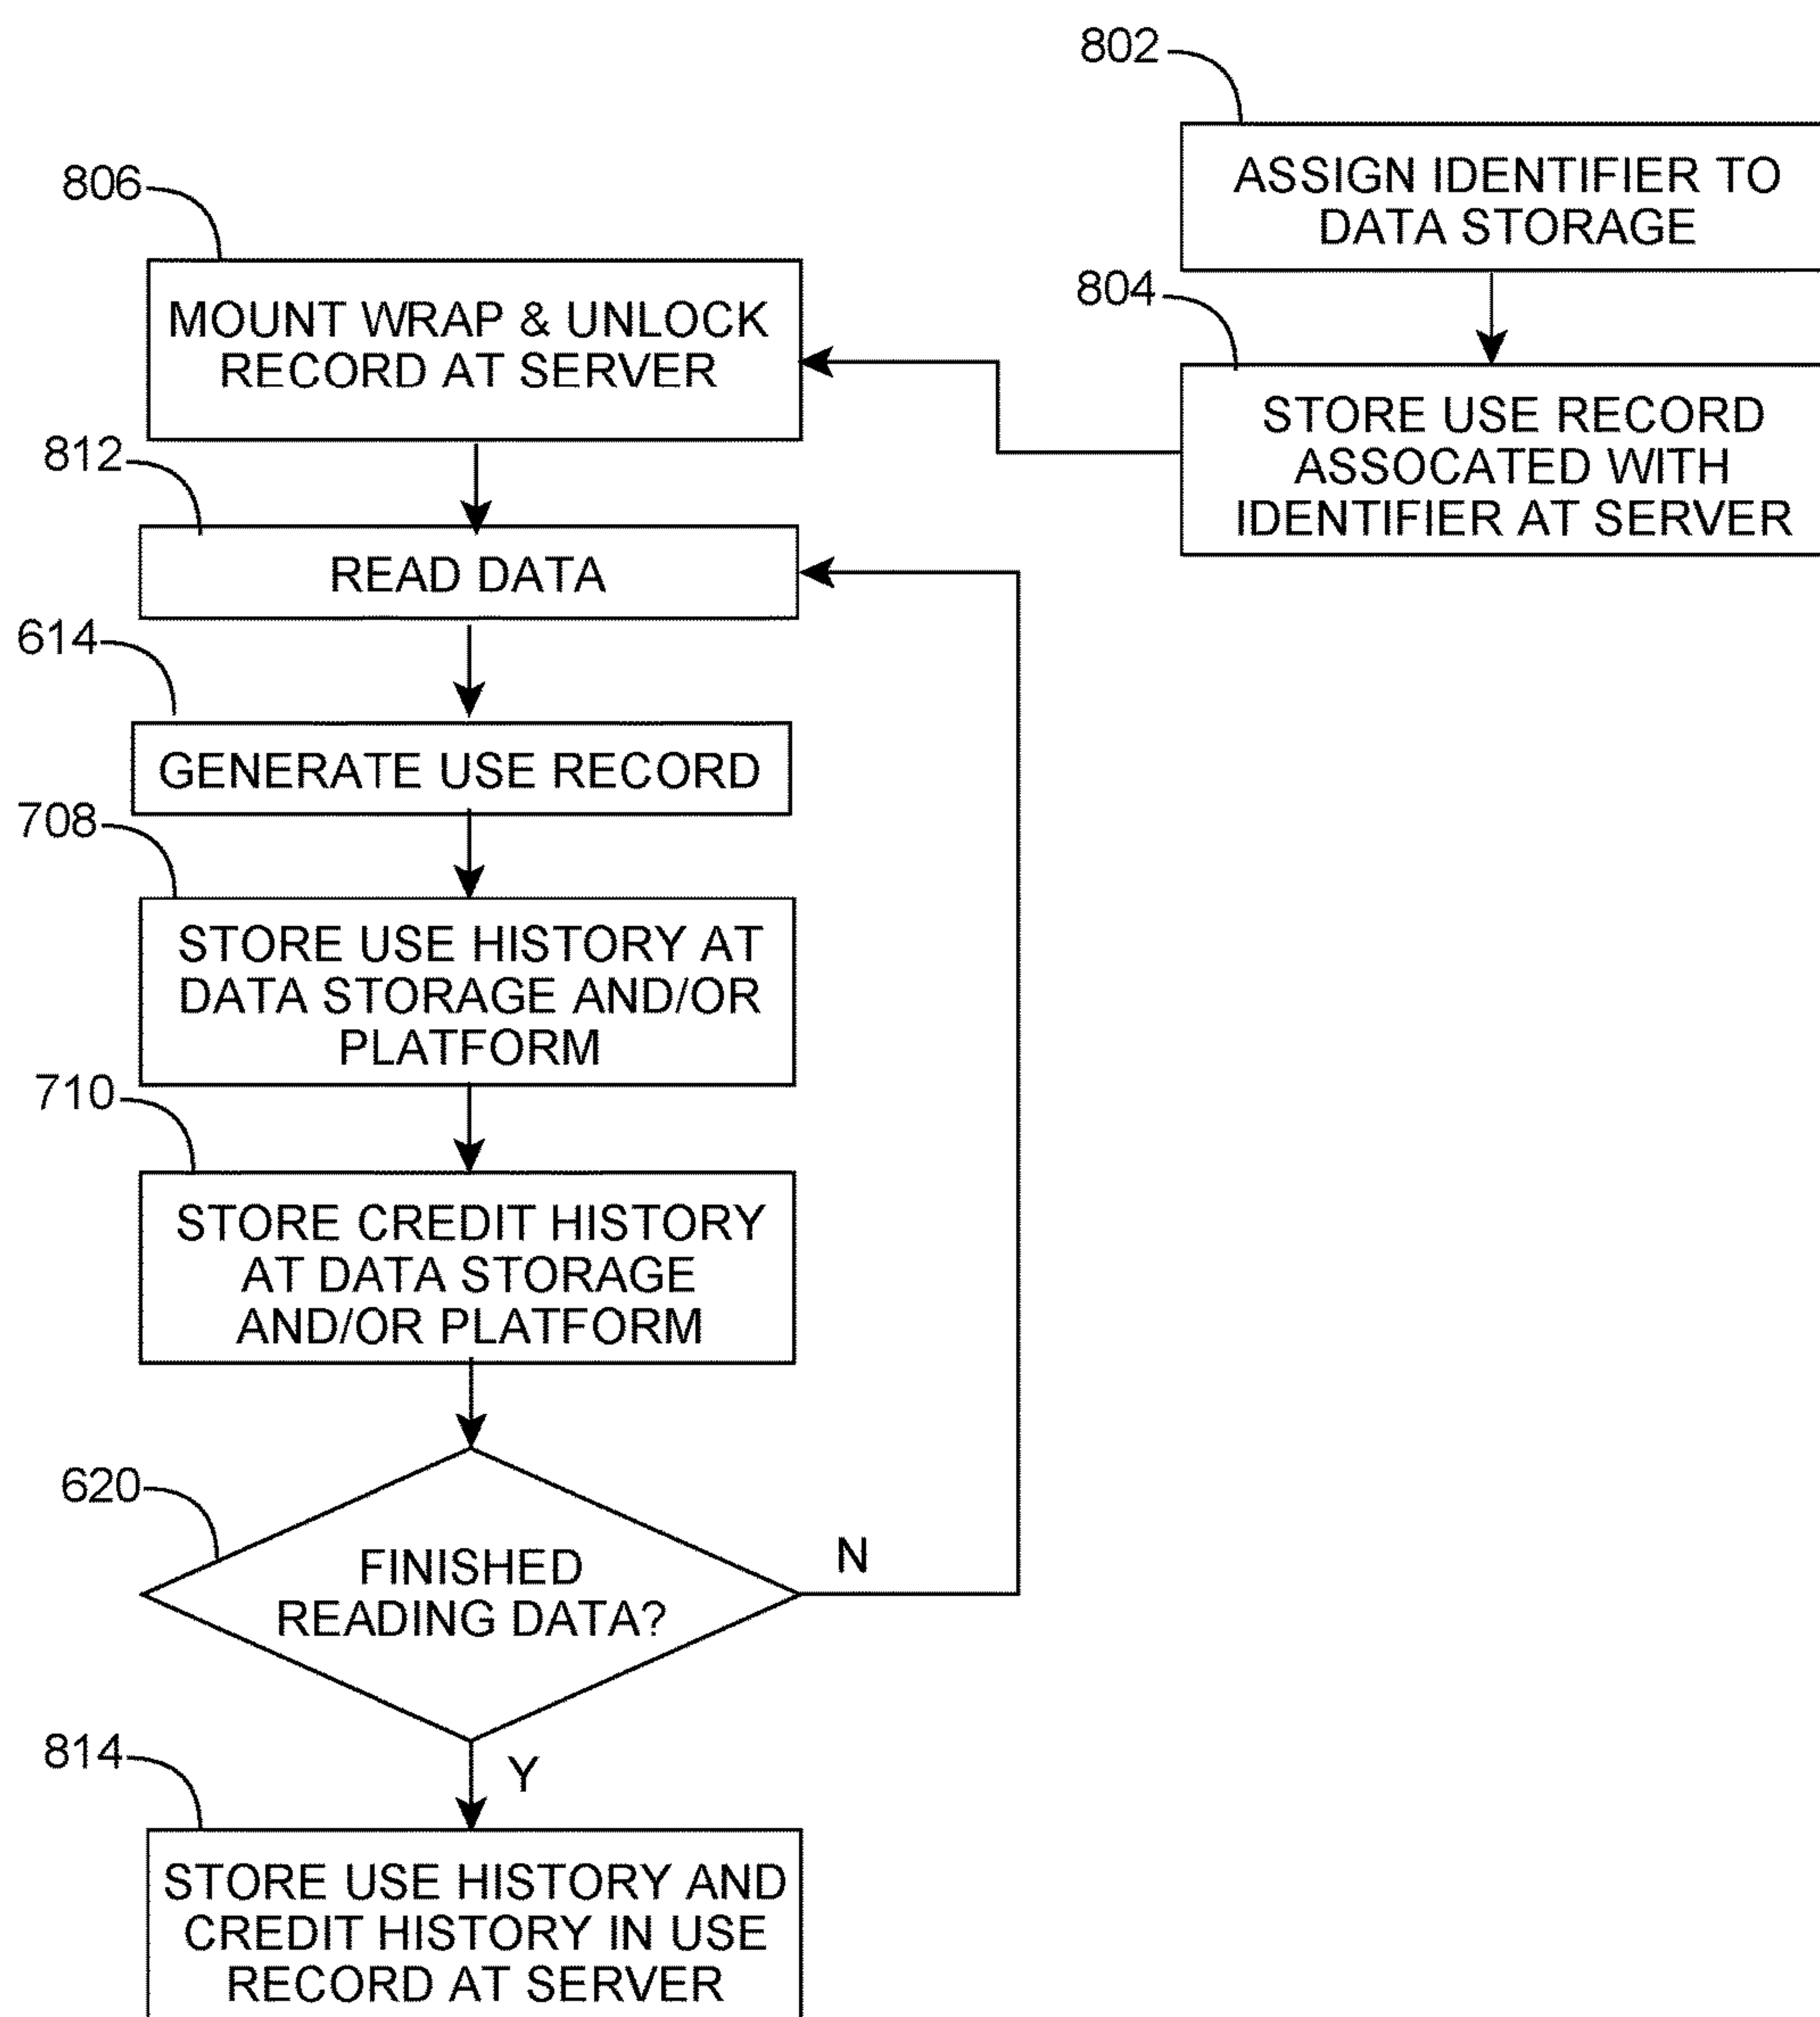 802
ASSIGN IDENTIFIER TO
DATA STORAGE
804
STORE USE RECORD
ASSOCATED WITH
IDENTIFIER AT SERVER
806
MOUNT WRAP & UNLOCK
RECORD AT SERVER
812
READ DATA
614
GENERATE USE RECORD
708
STORE USE HISTORY AT
DATA STORAGE AND/OR
PLATFORM
710
STORE CREDIT HISTORY
AT DATA STORAGE
AND/OR PLATFORM
620
FINISHED
READING DATA?
N
Y
814
STORE USE HISTORY AND
CREDIT HISTORY IN USE
RECORD AT SERVER